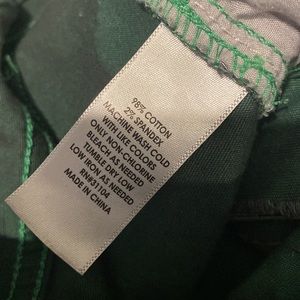 98% COTTON
2% SPANDEX
MACHINE WASH COLD
WITH LIKE COLORS
ONLY NON-CHLORINE
BLEACH AS NEEDED
TUMBLE DRY LOW
LOW IRON AS NEEDED
RN#31104
MADE IN CHINA